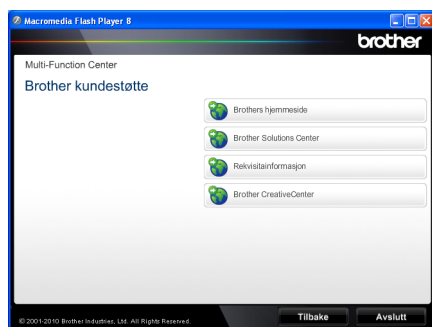 Macromedia Flash Player 8
brother
Multi-Function Center
Brother kundestøtte
Brothers hjemmeside
Brother Solutions Center
Rekvisitainformasjon
Brother CreativeCenter
© 2001-2010 Brother Industries, Ltd. All Rights Reserved.
Tilbake
Avslutt